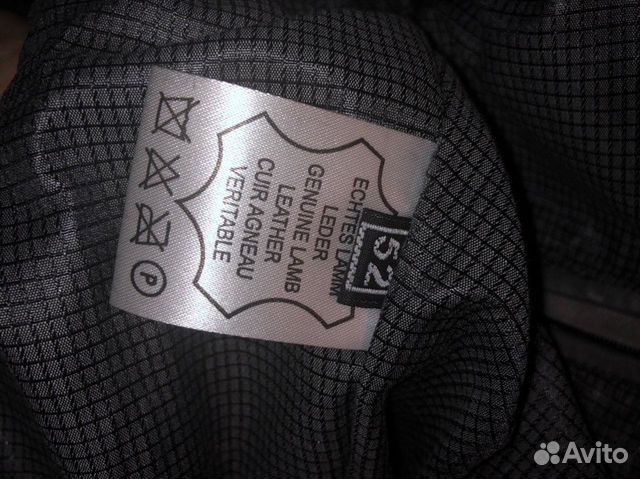 ECHTES LAMM
LEDER
GENUINE LAMB
LEATHER
CUIR AGNEAU
VERITABLE
52
P
Avito